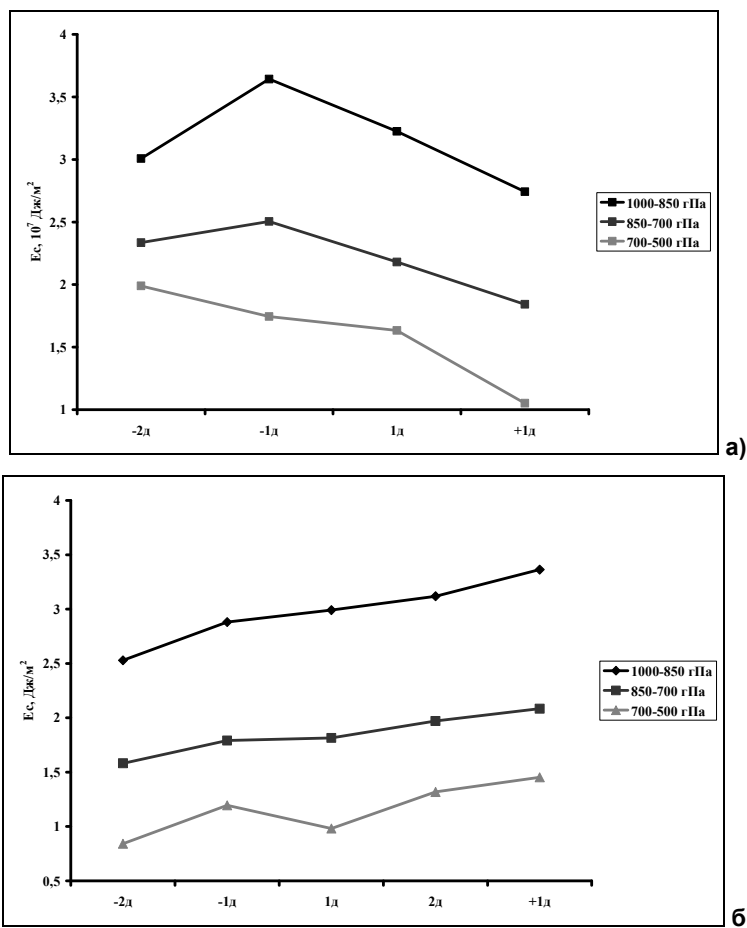 4
3,5
3
2,5
2
1,5
1
Ec, 10⁷ Дж/м²
-2д -1д 1д +1д
1000-850 гПа
850-700 гПа
700-500 гПа
а)
4
3,5
3
2,5
2
1,5
1
0,5
Ec, Дж/м²
-2д -1д 1д 2д +1д
1000-850 гПа
850-700 гПа
700-500 гПа
б